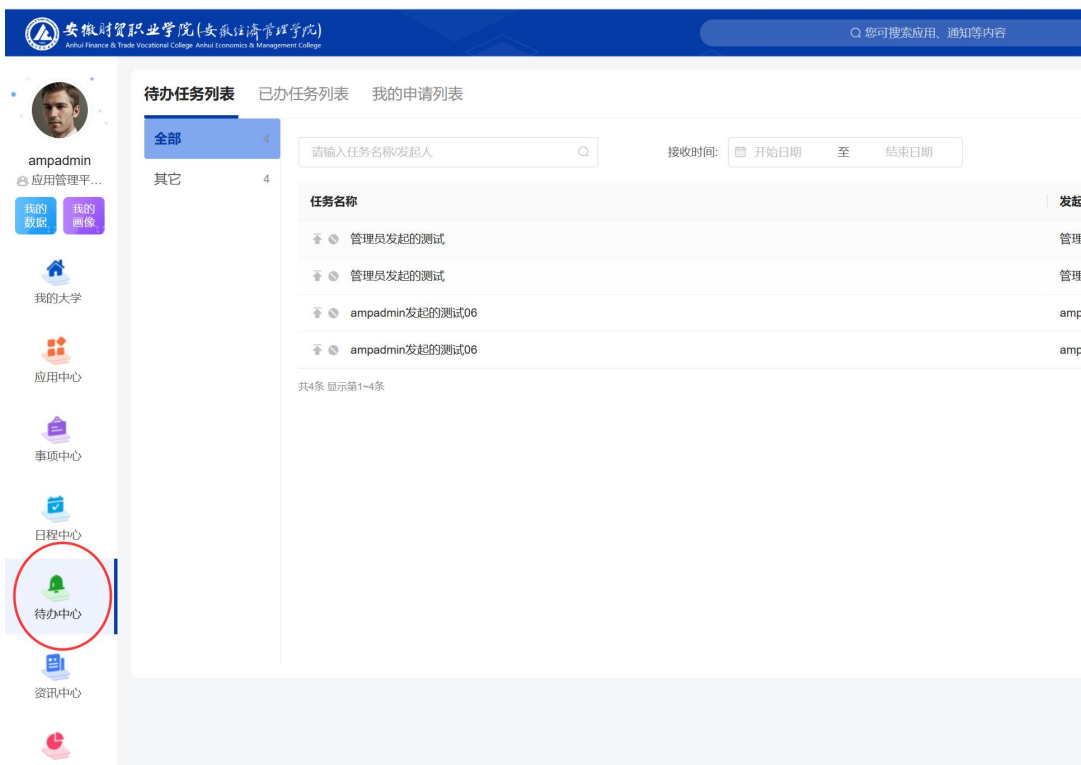 安徽财贸职业学院(安徽经济管理学院)
Anhui Finance & Trade Vocational College Anhui Economics & Management College
您可搜索应用、通知等内容
ampadmin
应用管理平...
我的数据
我的画像
我的大学
应用中心
事项中心
日程中心
待办中心
资讯中心
待办任务列表 已办任务列表 我的申请列表
全部 4
其它 4
请输入任务名称/发起人
接收时间: 开始日期 至 结束日期
任务名称 发起
管理员发起的测试 管理
管理员发起的测试 管理
ampadmin发起的测试06 amp
ampadmin发起的测试06 amp
共4条 显示第1~4条